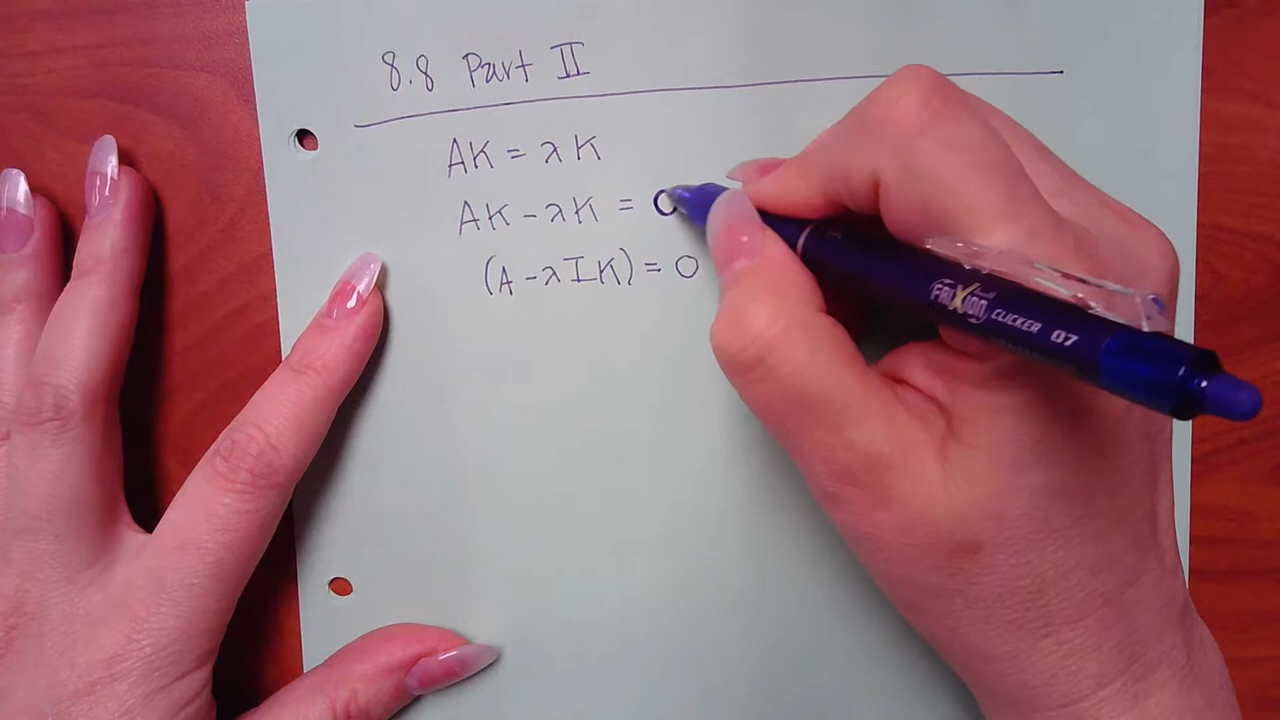 8.8 Part II
AK = λK
AK - λK = 0
(A - λIK) = 0
FRIXION CLICKER 07